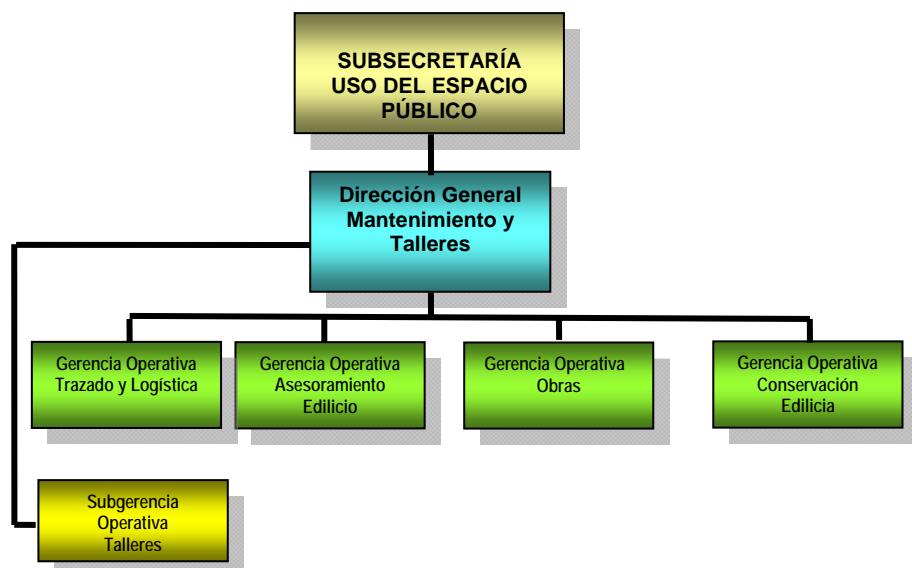 SUBSECRETARÍA
USO DEL ESPACIO
PÚBLICO
Dirección General
Mantenimiento y
Talleres
Gerencia Operativa
Trazado y Logística
Gerencia Operativa
Asesoramiento
Edilicio
Gerencia Operativa
Obras
Gerencia Operativa
Conservación
Edilicia
Subgerencia
Operativa
Talleres